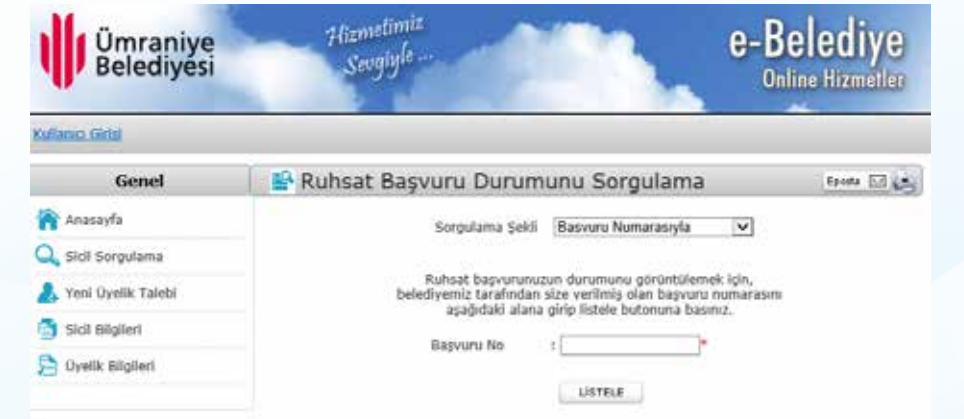 Ümraniye
Belediyesi
Hizmetimiz
Sevgiyle ...
e-Belediye
Online Hizmetler
Kullanıcı Girişi
Genel
Anasayfa
Sicil Sorgulama
Yeni Üyelik Talebi
Sicil Bilgileri
Üyelik Bilgileri
Ruhsat Başvuru Durumunu Sorgulama
Eposta
Sorgulama Şekli Basvuru Numarasıyla
Ruhsat başvurunuzun durumunu görüntülemek için,
belediyemiz tarafından size verilmiş olan başvuru numarasını
aşağıdaki alana girip listele butonuna basınız.
Başvuru No : *
LİSTELE